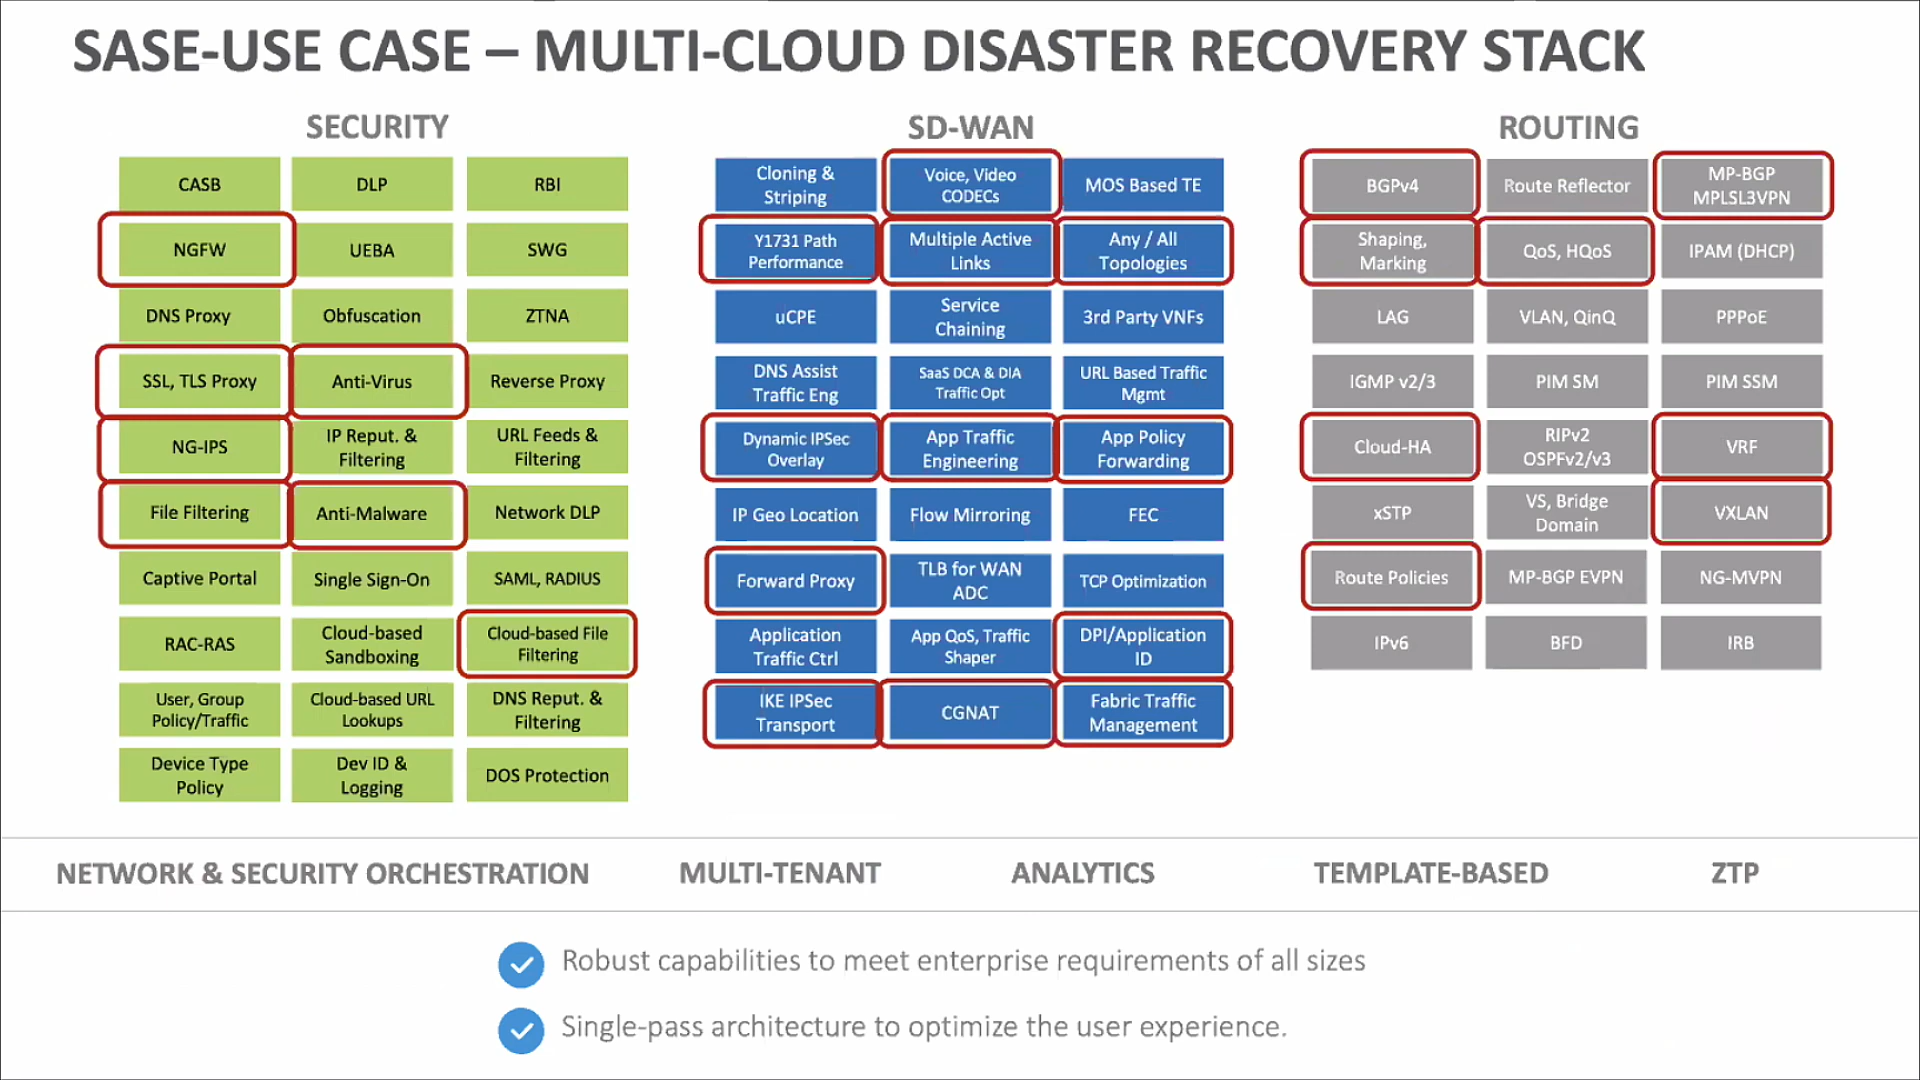 SASE-USE CASE – MULTI-CLOUD DISASTER RECOVERY STACK
SECURITY
CASB
DLP
RBI
NGFW
UEBA
SWG
DNS Proxy
Obfuscation
ZTNA
SSL, TLS Proxy
Anti-Virus
Reverse Proxy
NG-IPS
IP Reput. &
Filtering
URL Feeds &
Filtering
File Filtering
Anti-Malware
Network DLP
Captive Portal
Single Sign-On
SAML, RADIUS
RAC-RAS
Cloud-based
Sandboxing
Cloud-based File
Filtering
User, Group
Policy/Traffic
Cloud-based URL
Lookups
DNS Reput. &
Filtering
Device Type
Policy
Dev ID &
Logging
DOS Protection
SD-WAN
Cloning &
Striping
Voice, Video
CODECs
MOS Based TE
Y1731 Path
Performance
Multiple Active
Links
Any / All
Topologies
uCPE
Service
Chaining
3rd Party VNFs
DNS Assist
Traffic Eng
SaaS DCA & DIA
Traffic Opt
URL Based Traffic
Mgmt
Dynamic IPSec
Overlay
App Traffic
Engineering
App Policy
Forwarding
IP Geo Location
Flow Mirroring
FEC
Forward Proxy
TLB for WAN
ADC
TCP Optimization
Application
Traffic Ctrl
App QoS, Traffic
Shaper
DPI/Application
ID
IKE IPSec
Transport
CGNAT
Fabric Traffic
Management
ROUTING
BGPv4
Route Reflector
MP-BGP
MPLSL3VPN
Shaping,
Marking
QoS, HQoS
IPAM (DHCP)
LAG
VLAN, QinQ
PPPoE
IGMP v2/3
PIM SM
PIM SSM
Cloud-HA
RIPv2
OSPFv2/v3
VRF
xSTP
VS, Bridge
Domain
VXLAN
Route Policies
MP-BGP EVPN
NG-MVPN
IPv6
BFD
IRB
NETWORK & SECURITY ORCHESTRATION
MULTI-TENANT
ANALYTICS
TEMPLATE-BASED
ZTP
Robust capabilities to meet enterprise requirements of all sizes
Single-pass architecture to optimize the user experience.